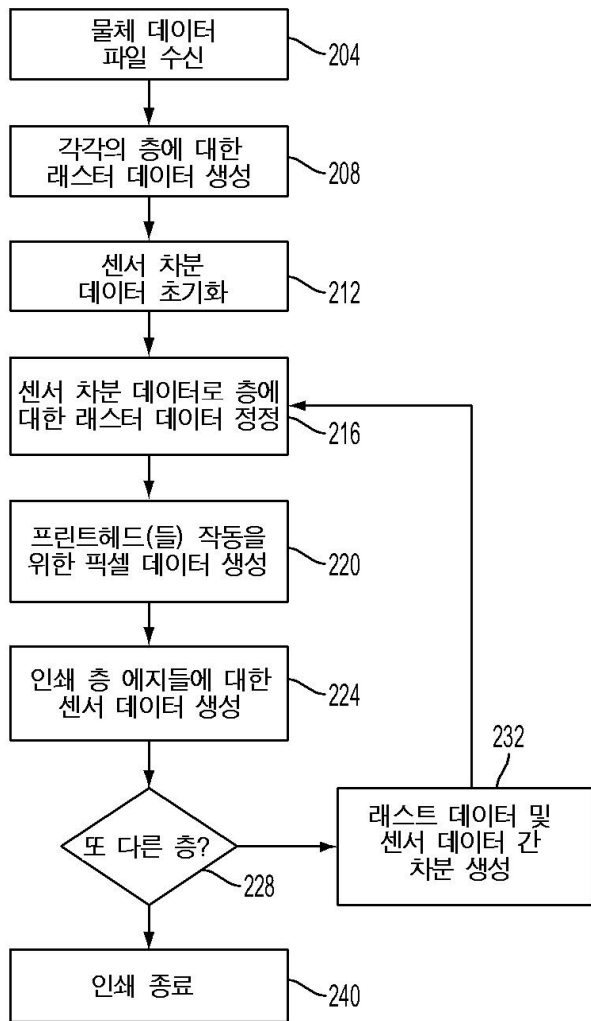 물체 데이터
파일 수신
204
각각의 층에 대한
래스터 데이터 생성
208
센서 차분
데이터 초기화
212
센서 차분 데이터로 층에
대한 래스터 데이터 정정
216
프린트헤드(들) 작동을
위한 픽셀 데이터 생성
220
인쇄 층 에지들에 대한
센서 데이터 생성
224
232
래스트 데이터 및
센서 데이터 간
차분 생성
또 다른 층?
228
인쇄 종료
240